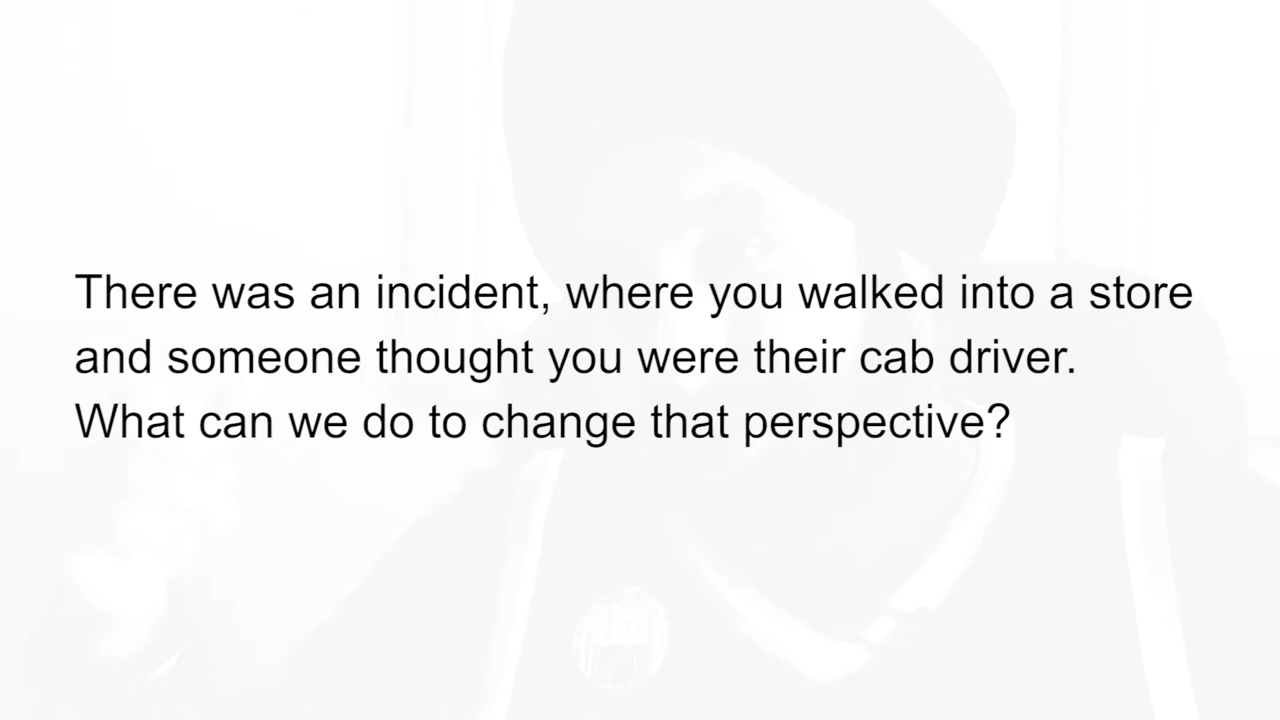 There was an incident, where you walked into a store
and someone thought you were their cab driver.
What can we do to change that perspective?